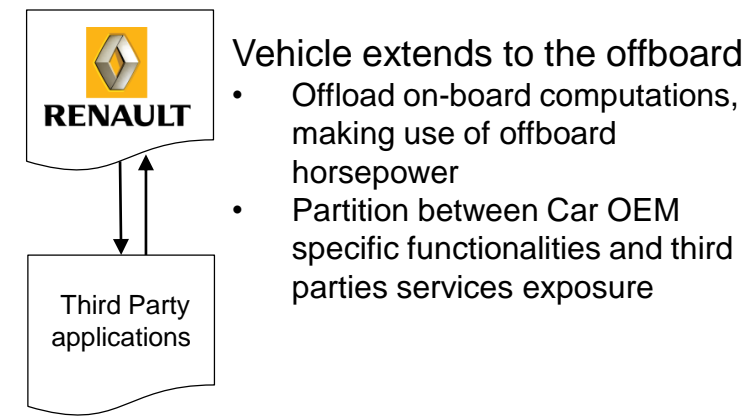 RENAULT
Third Party
applications
Vehicle extends to the offboard
• Offload on-board computations,
making use of offboard
horsepower
• Partition between Car OEM
specific functionalities and third
parties services exposure